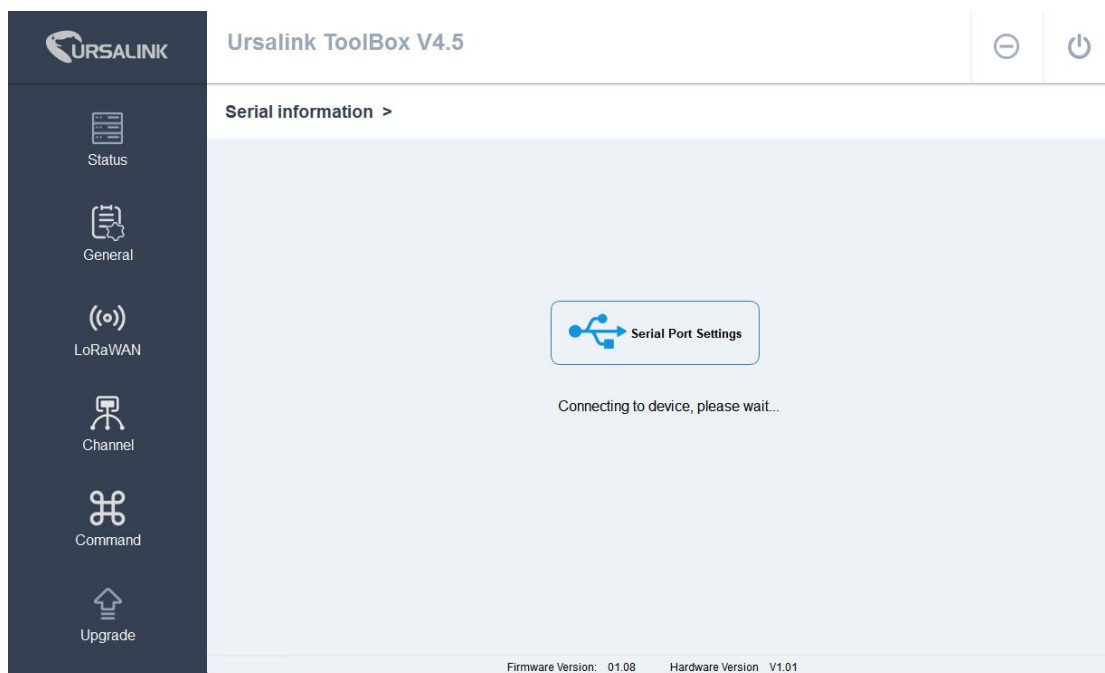 URSALINK
Ursalink ToolBox V4.5
Serial information >
Status
General
LoRaWAN
Channel
Command
Upgrade
Serial Port Settings
Connecting to device, please wait...
Firmware Version: 01.08 Hardware Version V1.01